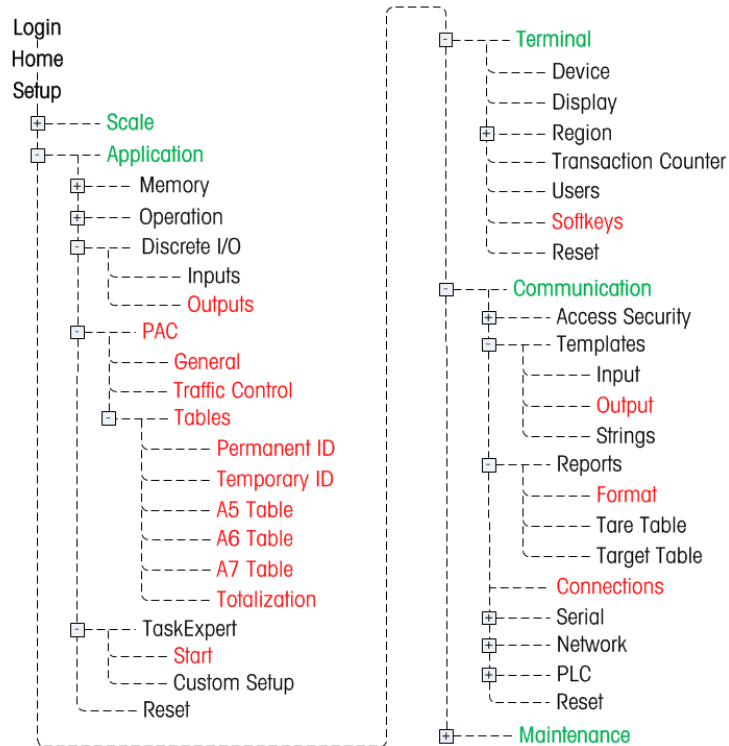 Login
Home
Setup
Scale
Application
Memory
Operation
Discrete I/O
Inputs
Outputs
PAC
General
Traffic Control
Tables
Permanent ID
Temporary ID
A5 Table
A6 Table
A7 Table
Totalization
TaskExpert
Start
Custom Setup
Reset
Terminal
Device
Display
Region
Transaction Counter
Users
Softkeys
Reset
Communication
Access Security
Templates
Input
Output
Strings
Reports
Format
Tare Table
Target Table
Connections
Serial
Network
PLC
Reset
Maintenance